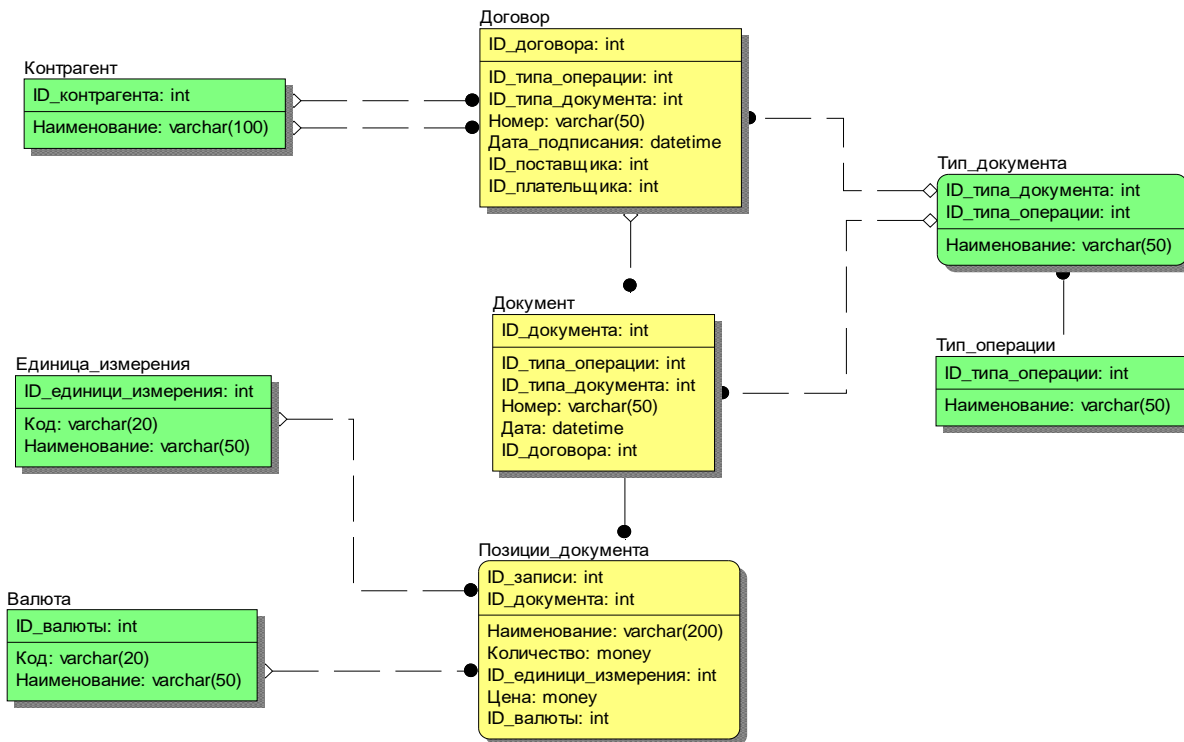 Договор
ID_договора: int
ID_типа_операции: int
ID_типа_документа: int
Номер: varchar(50)
Дата_подписания: datetime
ID_поставщика: int
ID_плательщика: int
Контрагент
ID_контрагента: int
Наименование: varchar(100)
Тип_документа
ID_типа_документа: int
ID_типа_операции: int
Наименование: varchar(50)
Документ
ID_документа: int
ID_типа_операции: int
ID_типа_документа: int
Номер: varchar(50)
Дата: datetime
ID_договора: int
Тип_операции
ID_типа_операции: int
Наименование: varchar(50)
Единица_измерения
ID_единици_измерения: int
Код: varchar(20)
Наименование: varchar(50)
Позиции_документа
ID_записи: int
ID_документа: int
Наименование: varchar(200)
Количество: money
ID_единици_измерения: int
Цена: money
ID_валюты: int
Валюта
ID_валюты: int
Код: varchar(20)
Наименование: varchar(50)